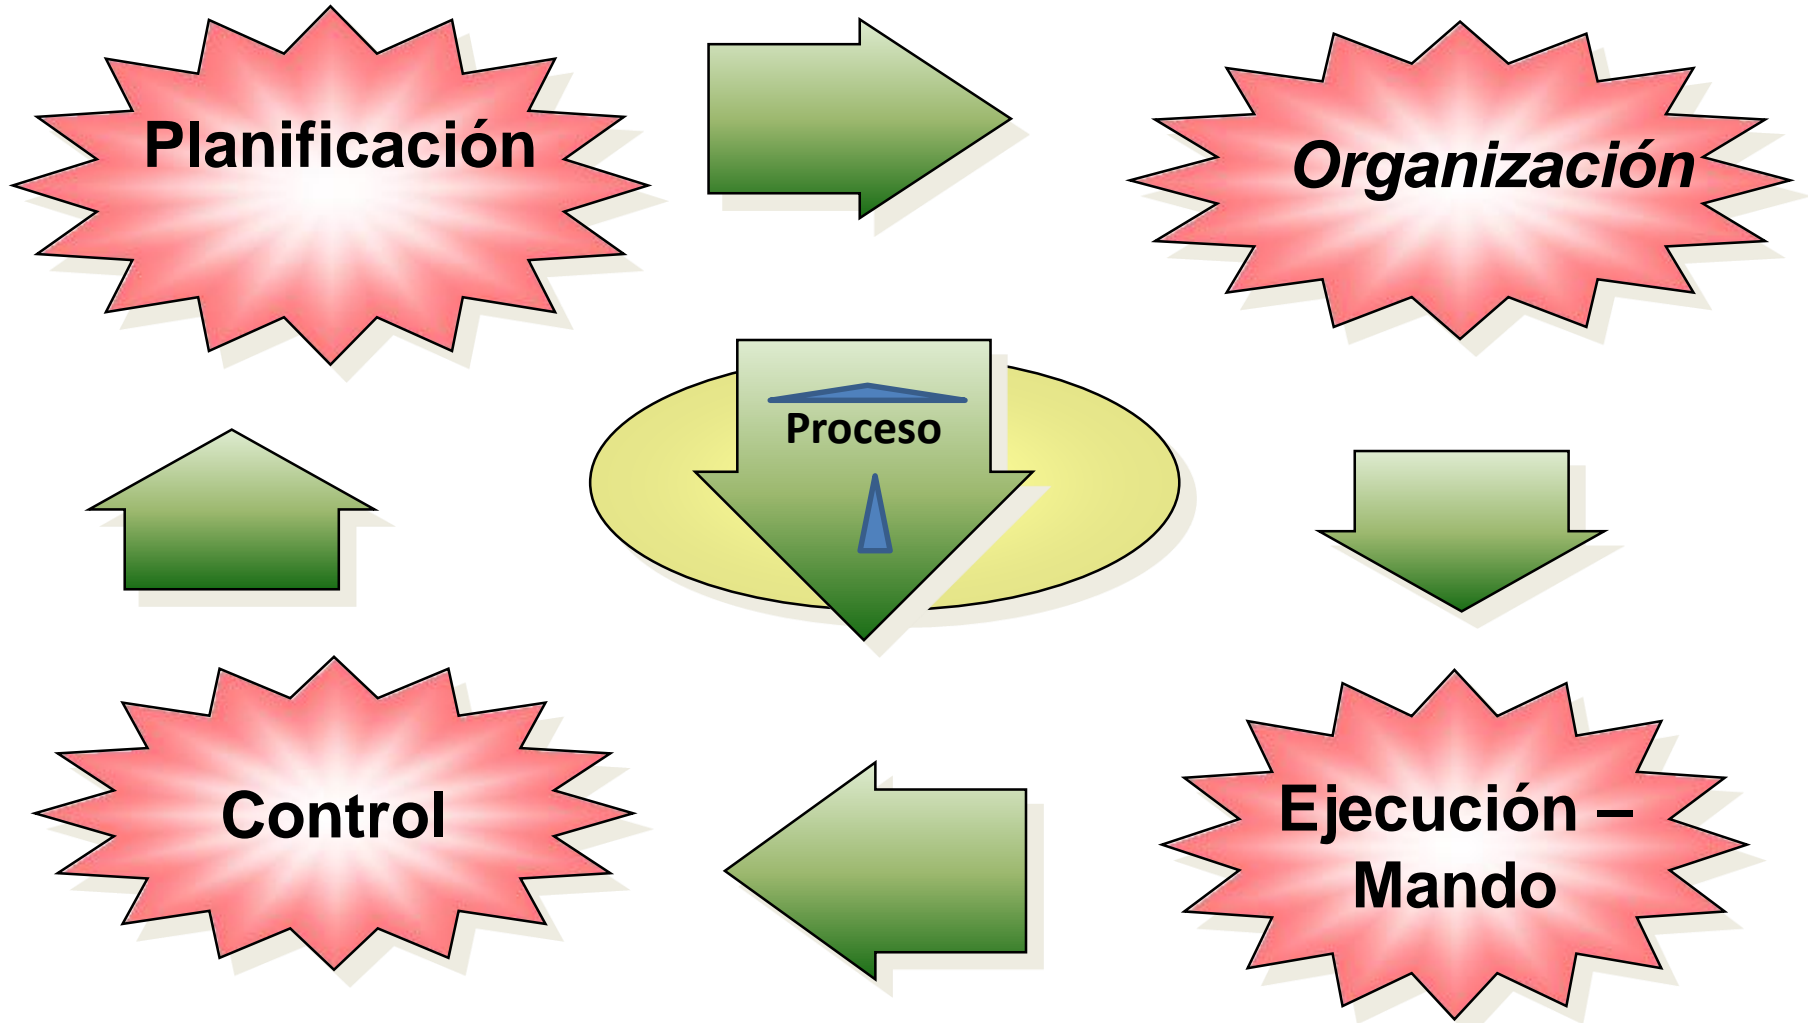 Planificación
Organización
Proceso
Control
Ejecución –
Mando